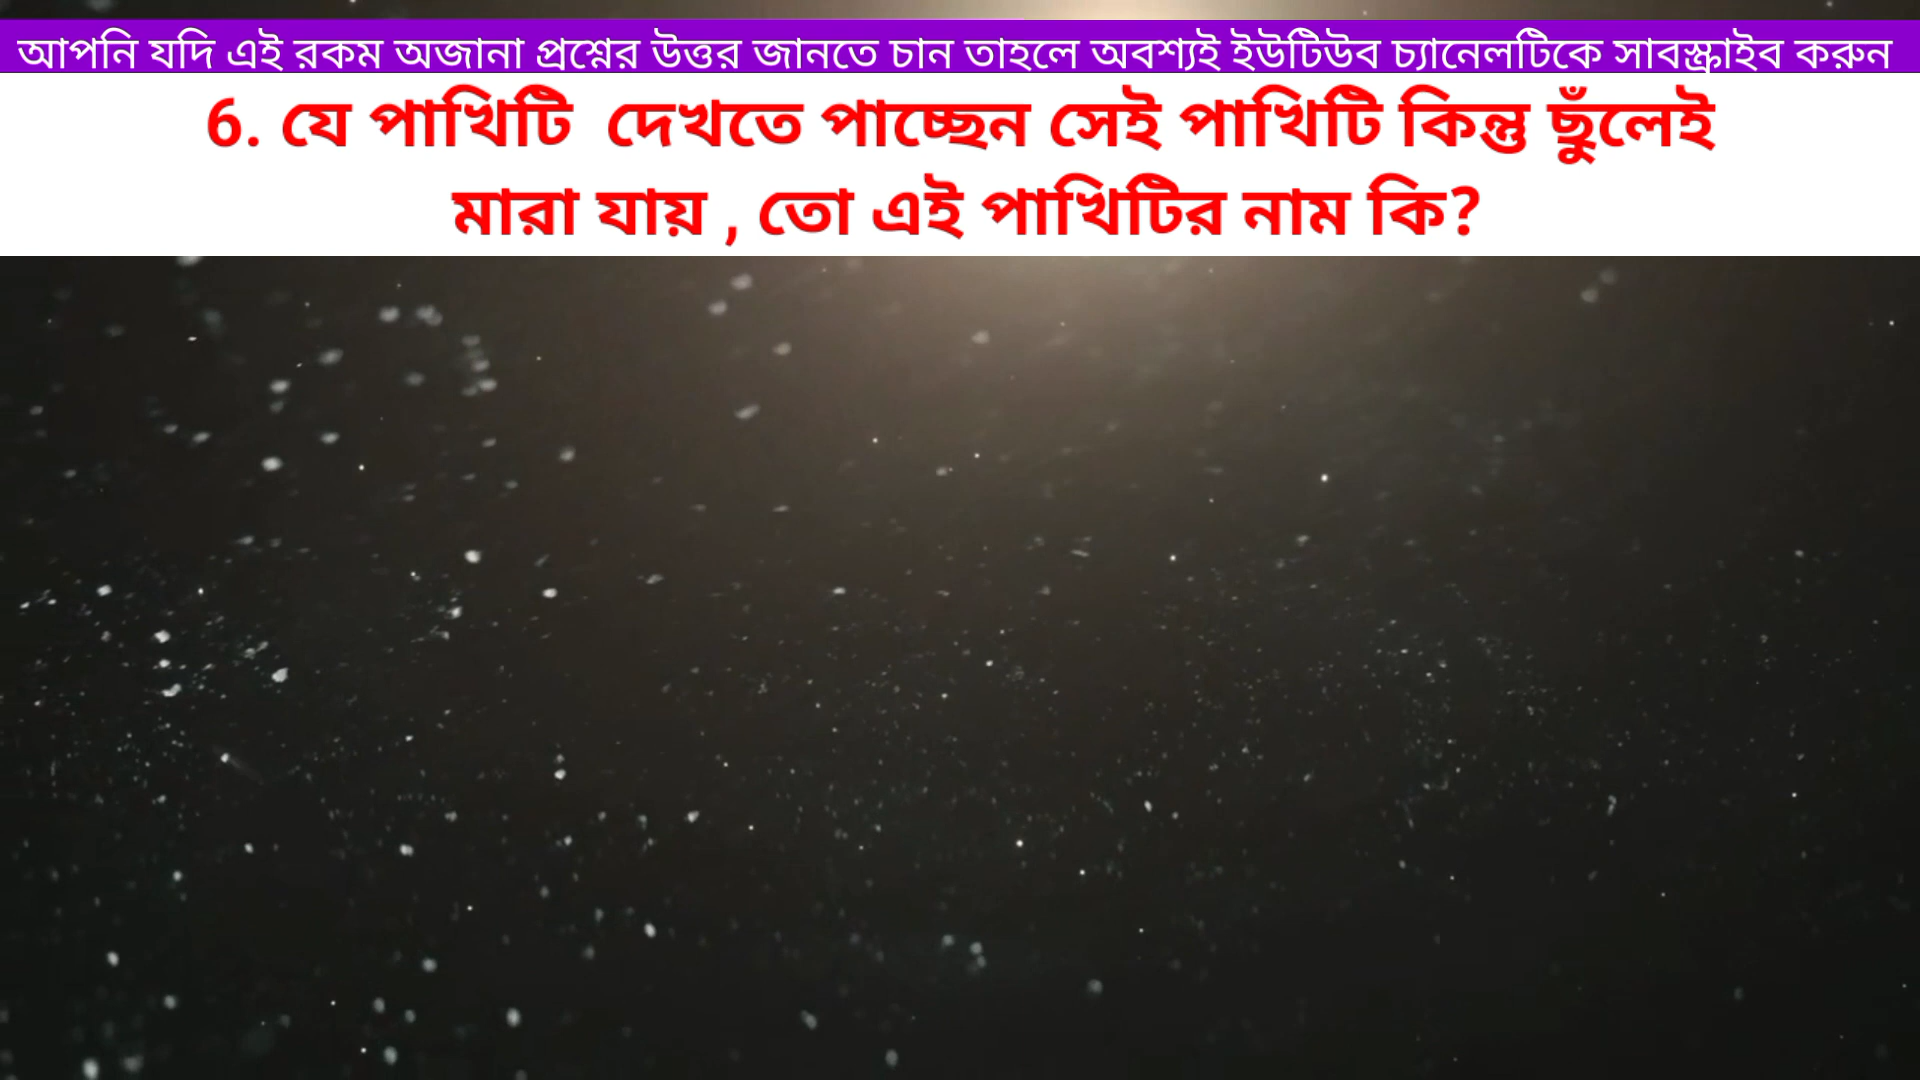 আপনি যদি এই রকম অজানা প্রশ্নের উত্তর জানতে চান তাহলে অবশ্যই ইউটিউব চ্যানেলটিকে সাবস্ক্রাইব করুন
6. যে পাখিটি দেখতে পাচ্ছেন সেই পাখিটি কিন্তু ছুঁলেই
মারা যায় , তো এই পাখিটির নাম কি?